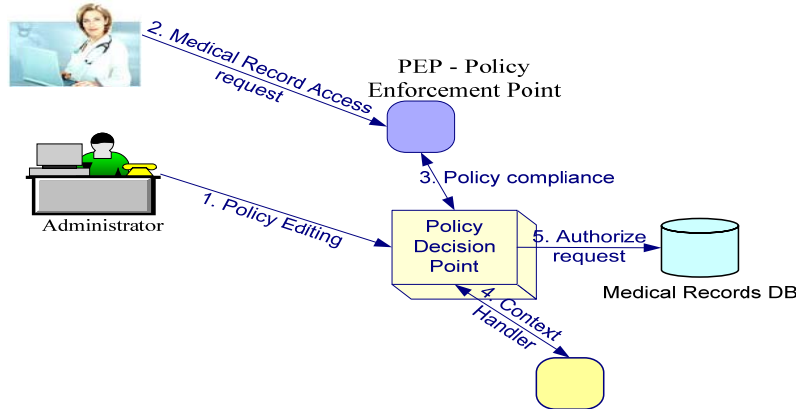 2. Medical Record Access
request
PEP - Policy
Enforcement Point
3. Policy compliance
Administrator
1. Policy Editing
Policy
Decision
Point
5. Authorize
request
Medical Records DB
4. Context
Handler